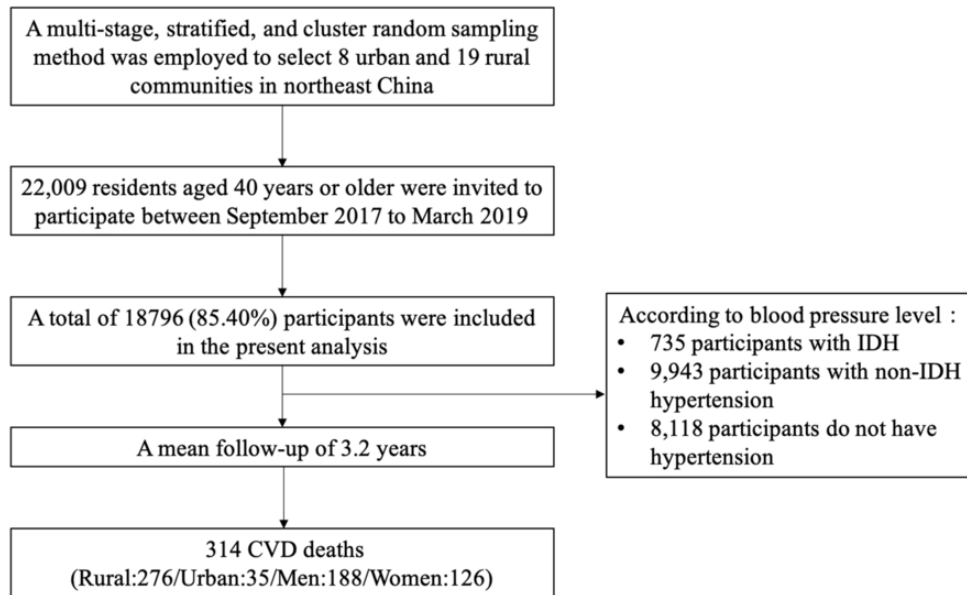 A multi-stage, stratified, and cluster random sampling
method was employed to select 8 urban and 19 rural
communities in northeast China
22,009 residents aged 40 years or older were invited to
participate between September 2017 to March 2019
A total of 18796 (85.40%) participants were included
in the present analysis
According to blood pressure level :
• 735 participants with IDH
• 9,943 participants with non-IDH
hypertension
• 8,118 participants do not have
hypertension
A mean follow-up of 3.2 years
314 CVD deaths
(Rural:276/Urban:35/Men:188/Women:126)